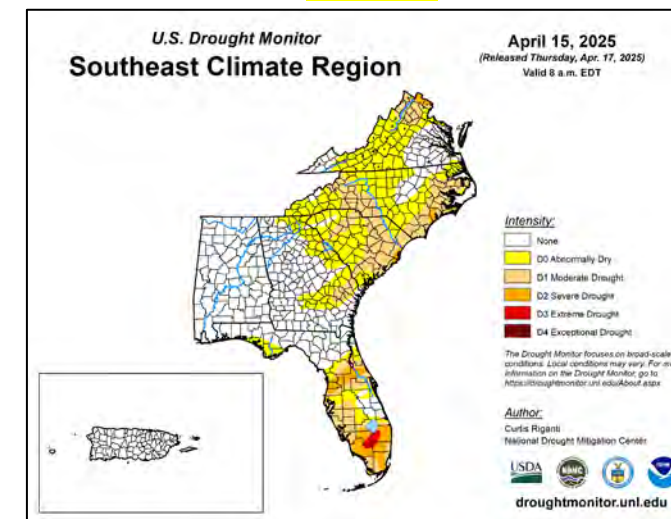 U.S. Drought Monitor
Southeast Climate Region
April 15, 2025
(Released Thursday, Apr. 17, 2025)
Valid 8 a.m. EDT
Intensity:
None
D0 Abnormally Dry
D1 Moderate Drought
D2 Severe Drought
D3 Extreme Drought
D4 Exceptional Drought
The Drought Monitor focuses on broad-scale
conditions. Local conditions may vary. For
information on the Drought Monitor, go to
https://droughtmonitor.unl.edu/About.aspx
Author:
Curtis Riganti
National Drought Mitigation Center
USDA
NDMC
droughtmonitor.unl.edu